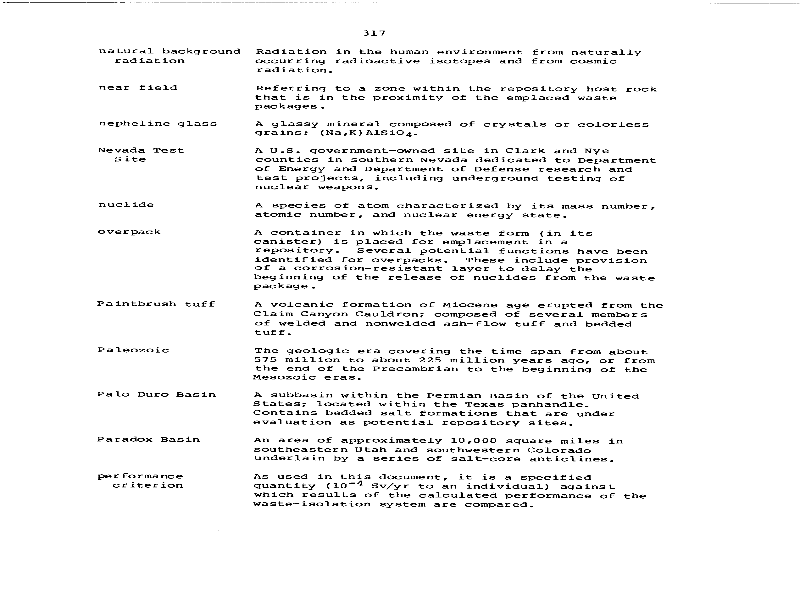 317
natural background Radiation in the human environment from naturally
radiation occurring radioactive isotopes and from cosmic
radiation.
near field Referring to a zone within the repository host rock
that is in the proximity of the emplaced waste
packages.
nepheline glass A glassy mineral composed of crystals or colorless
grains: (Na,K)AlSiO₄.
Nevada Test A U.S. government-owned site in Clark and Nye
Site counties in southern Nevada dedicated to Department
of Energy and Department of Defense research and
test projects, including underground testing of
nuclear weapons.
nuclide A species of atom characterized by its mass number,
atomic number, and nuclear energy state.
overpack A container in which the waste form (in its
canister) is placed for emplacement in a
repository. Several potential functions have been
identified for overpacks. These include provision
of a corrosion-resistant layer to delay the
beginning of the release of nuclides from the waste
package.
Paintbrush tuff A volcanic formation of Miocene age erupted from the
Claim Canyon Cauldron; composed of several members
of welded and nonwelded ash-flow tuff and bedded
tuff.
Paleozoic The geologic era covering the time span from about
575 million to about 225 million years ago, or from
the end of the Precambrian to the beginning of the
Mesozoic eras.
Palo Duro Basin A subbasin within the Permian Basin of the United
States; located within the Texas panhandle.
Contains bedded salt formations that are under
evaluation as potential repository sites.
Paradox Basin An area of approximately 10,000 square miles in
southeastern Utah and southwestern Colorado
underlain by a series of salt-core anticlines.
performance As used in this document, it is a specified
criterion quantity (10⁻⁴ Sv/yr to an individual) against
which results of the calculated performance of the
waste-isolation system are compared.